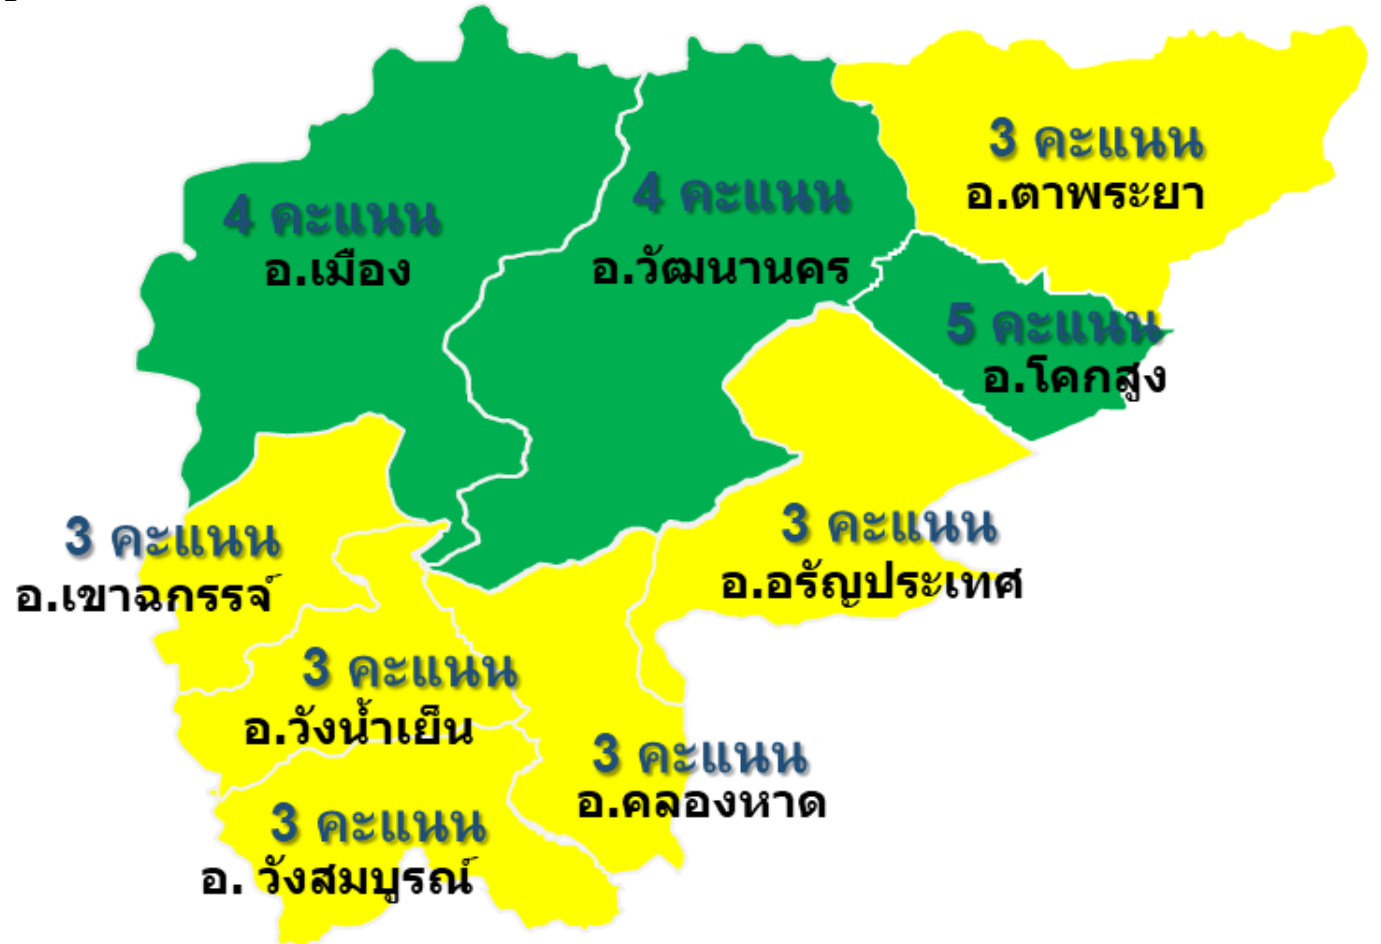 3 คะแนน
อ.ตาพระยา
4 คะแนน
อ.วัฒนานคร
4 คะแนน
อ.เมือง
5 คะแนน
อ.โคกสูง
3 คะแนน
อ.อรัญประเทศ
3 คะแนน
อ.เขาฉกรรจ์
3 คะแนน
อ.วังน้ำเย็น
3 คะแนน
อ.คลองหาด
3 คะแนน
อ. วังสมบูรณ์